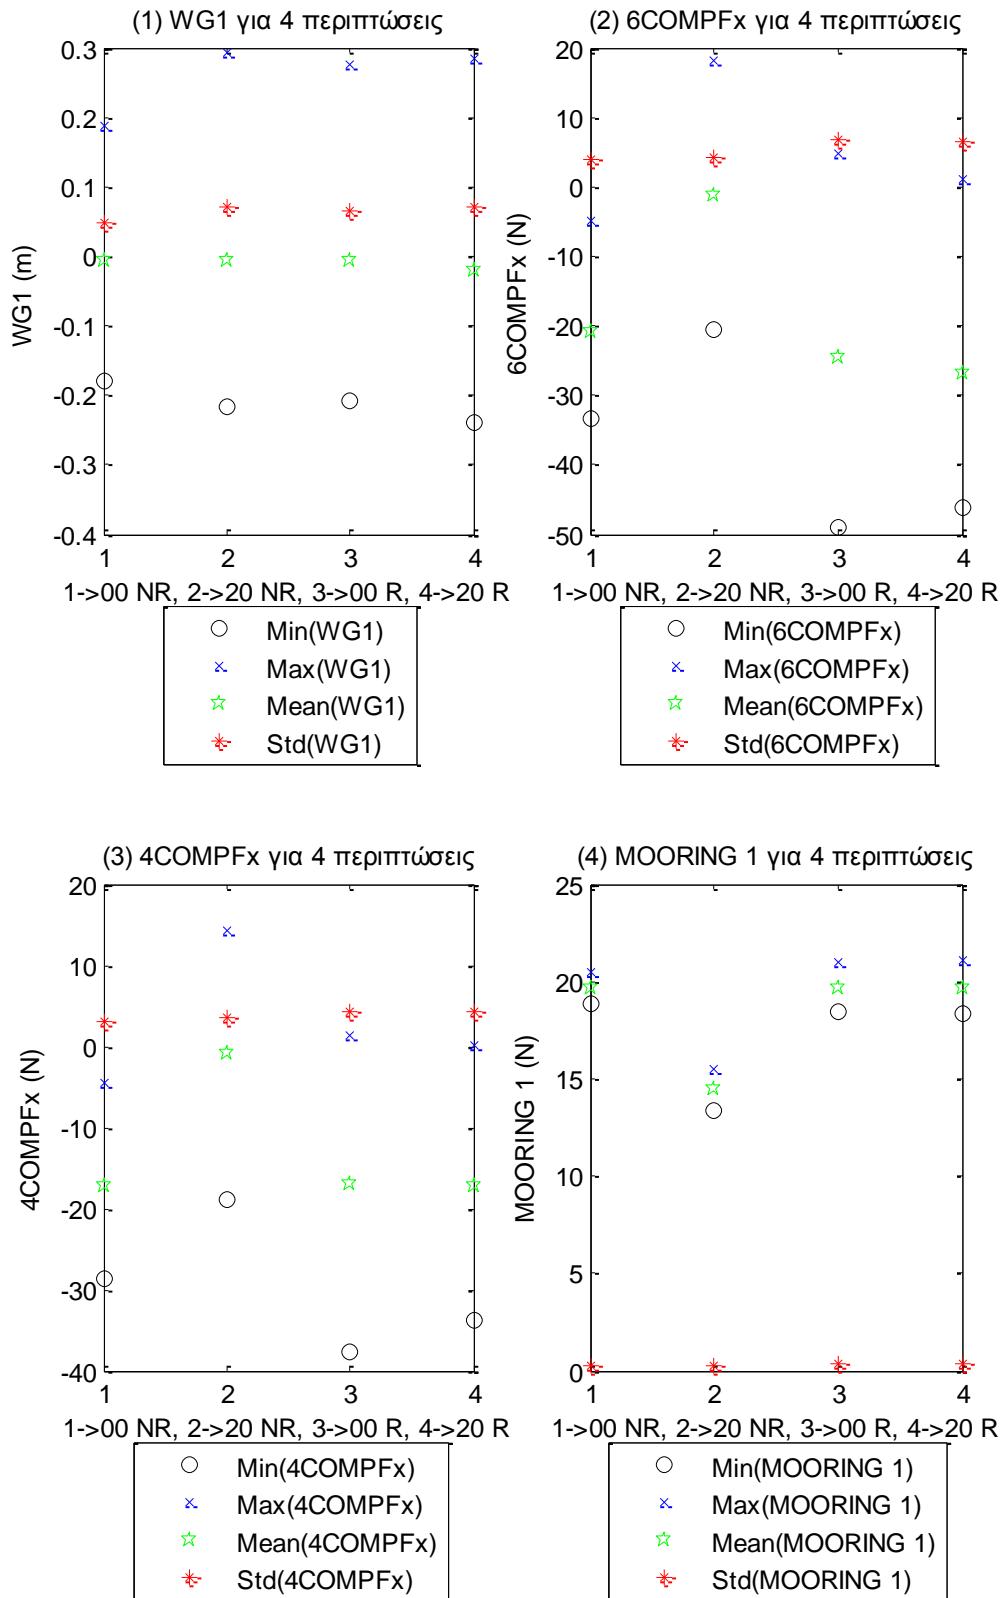 (1) WG1 για 4 περιπτώσεις
0.3
0.2
0.1
0
-0.1
-0.2
-0.3
-0.4
WG1 (m)
1 2 3 4
1->00 NR, 2->20 NR, 3->00 R, 4->20 R
Min(WG1)
Max(WG1)
Mean(WG1)
Std(WG1)
(2) 6COMPFx για 4 περιπτώσεις
20
10
0
-10
-20
-30
-40
-50
6COMPFx (N)
1 2 3 4
1->00 NR, 2->20 NR, 3->00 R, 4->20 R
Min(6COMPFx)
Max(6COMPFx)
Mean(6COMPFx)
Std(6COMPFx)
(3) 4COMPFx για 4 περιπτώσεις
20
10
0
-10
-20
-30
-40
4COMPFx (N)
1 2 3 4
1->00 NR, 2->20 NR, 3->00 R, 4->20 R
Min(4COMPFx)
Max(4COMPFx)
Mean(4COMPFx)
Std(4COMPFx)
(4) MOORING 1 για 4 περιπτώσεις
25
20
15
10
5
0
MOORING 1 (N)
1 2 3 4
1->00 NR, 2->20 NR, 3->00 R, 4->20 R
Min(MOORING 1)
Max(MOORING 1)
Mean(MOORING 1)
Std(MOORING 1)